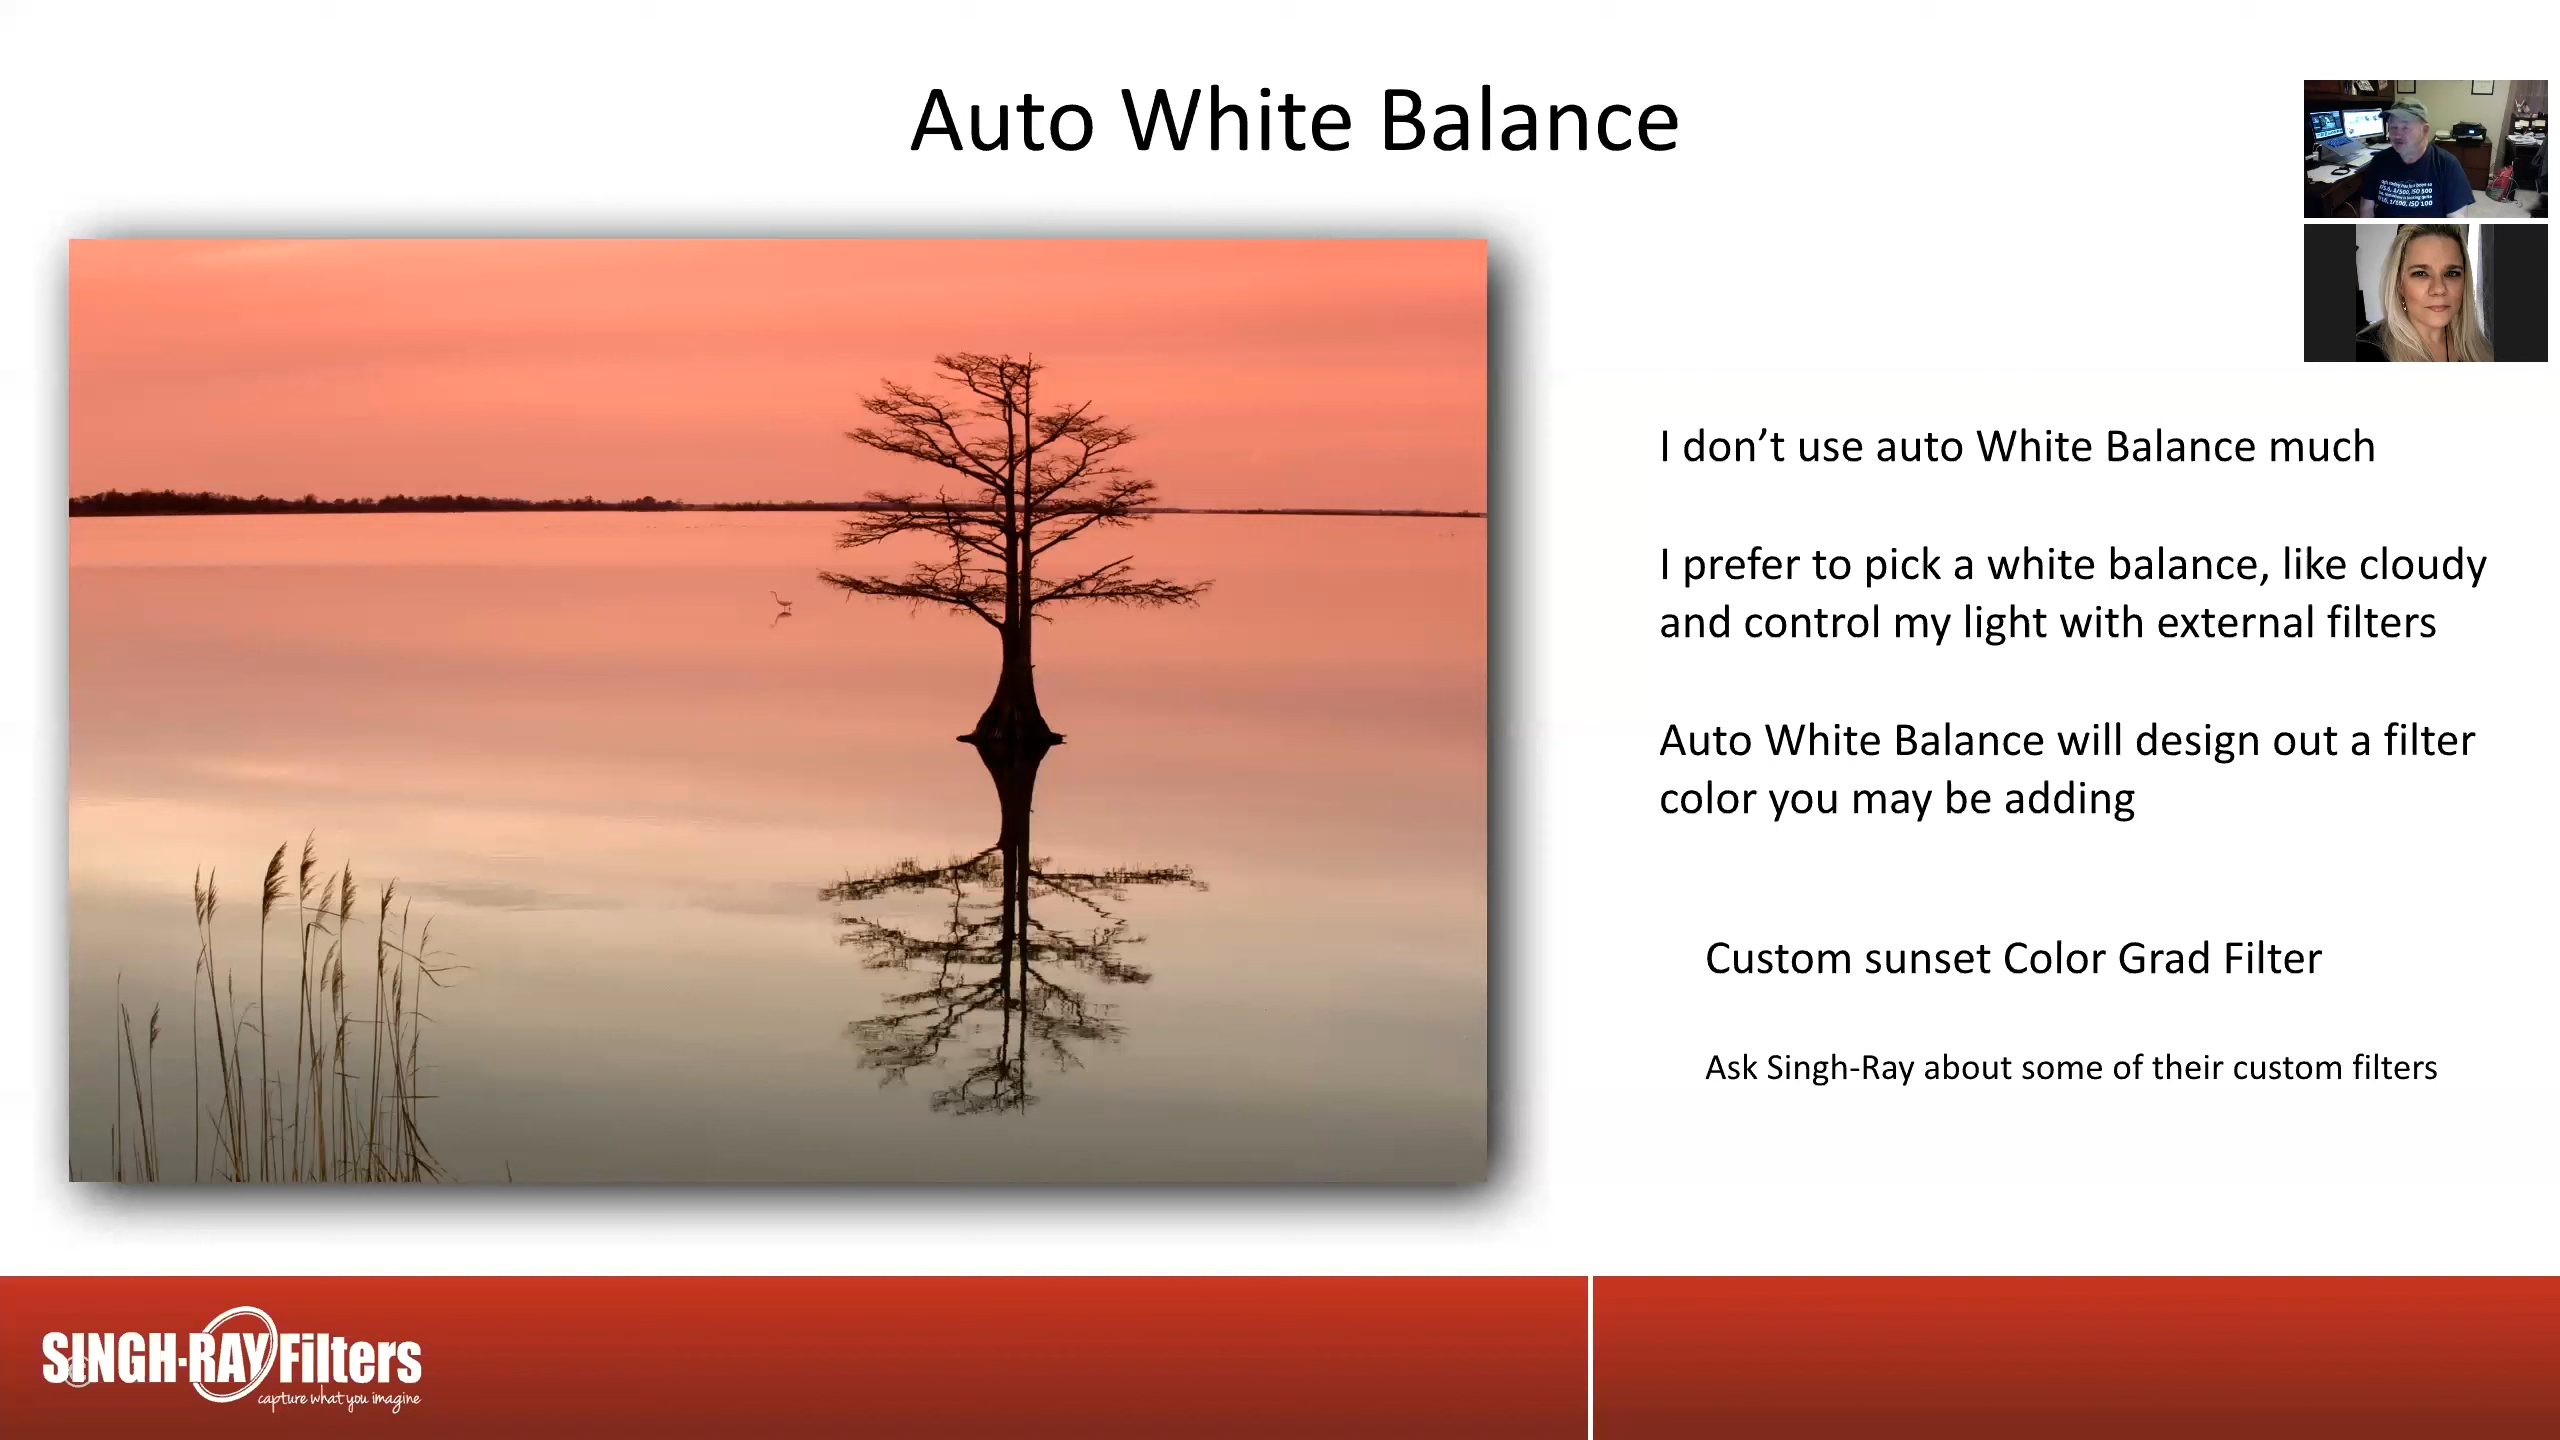 Auto White Balance
I don’t use auto White Balance much
I prefer to pick a white balance, like cloudy
and control my light with external filters
Auto White Balance will design out a filter
color you may be adding
Custom sunset Color Grad Filter
Ask Singh-Ray about some of their custom filters
SINGH-RAY Filters
capture what you imagine